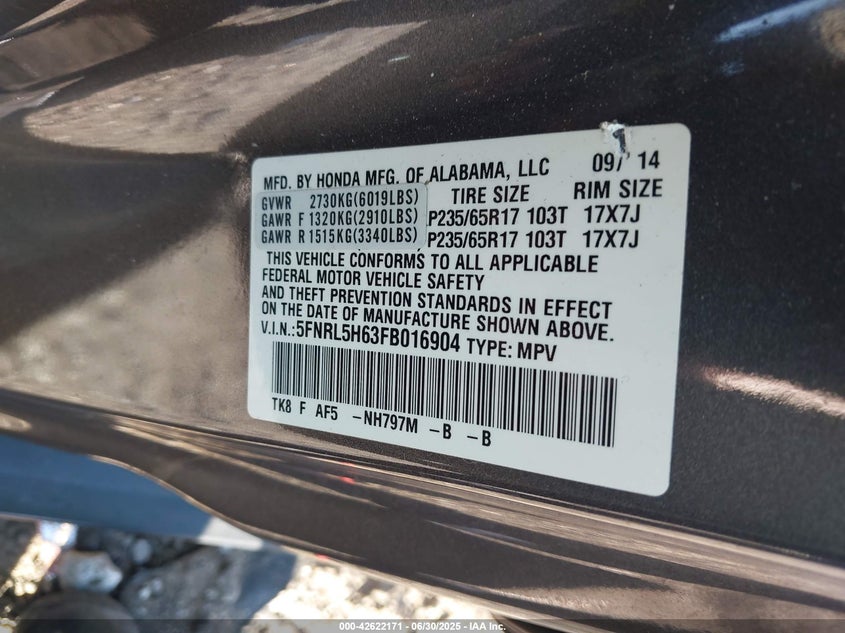 MFD. BY HONDA MFG. OF ALABAMA, LLC 09/ 14
GVWR 2730KG(6019LBS) TIRE SIZE RIM SIZE
GAWR F 1320KG(2910LBS) P235/65R17 103T 17X7J
GAWR R 1515KG(3340LBS) P235/65R17 103T 17X7J
THIS VEHICLE CONFORMS TO ALL APPLICABLE
FEDERAL MOTOR VEHICLE SAFETY
AND THEFT PREVENTION STANDARDS IN EFFECT
ON THE DATE OF MANUFACTURE SHOWN ABOVE.
V.I.N.:5FNRL5H63FB016904 TYPE: MPV
TK8 F AF5 -NH797M -B -B
000-42622171 - 06/30/2025 - IAA, Inc.